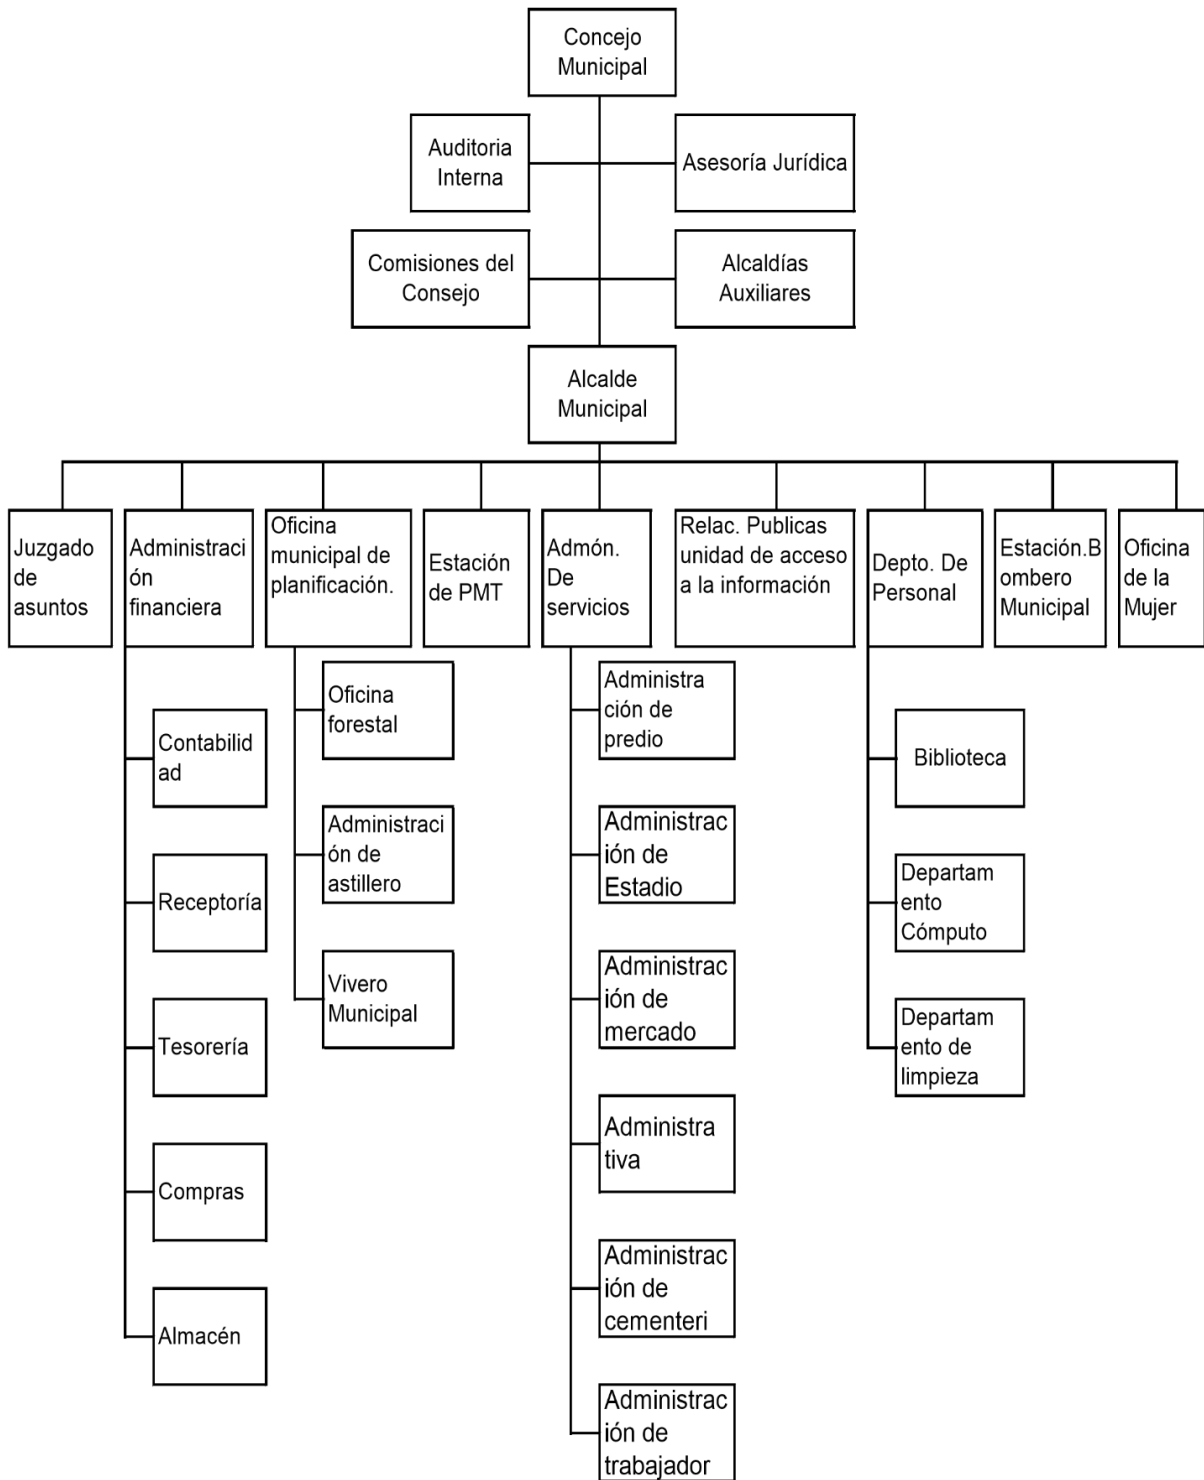 Concejo
Municipal
Auditoria
Interna
Asesoría Jurídica
Comisiones del
Consejo
Alcaldías
Auxiliares
Alcalde
Municipal
Juzgado
de
asuntos
Administraci
ón
financiera
Oficina
municipal de
planificación.
Estación
de PMT
Admón.
De
servicios
Relac. Publicas
unidad de acceso
a la información
Depto. De
Personal
Estación.B
ombero
Municipal
Oficina
de la
Mujer
Contabilid
ad
Receptoría
Tesorería
Compras
Almacén
Oficina
forestal
Administraci
ón de
astillero
Vivero
Municipal
Administra
ción de
predio
Administrac
ión de
Estadio
Administrac
ión de
mercado
Administra
tiva
Administrac
ión de
cementeri
Administrac
ión de
trabajador
Biblioteca
Departam
ento
Cómputo
Departam
ento de
limpieza